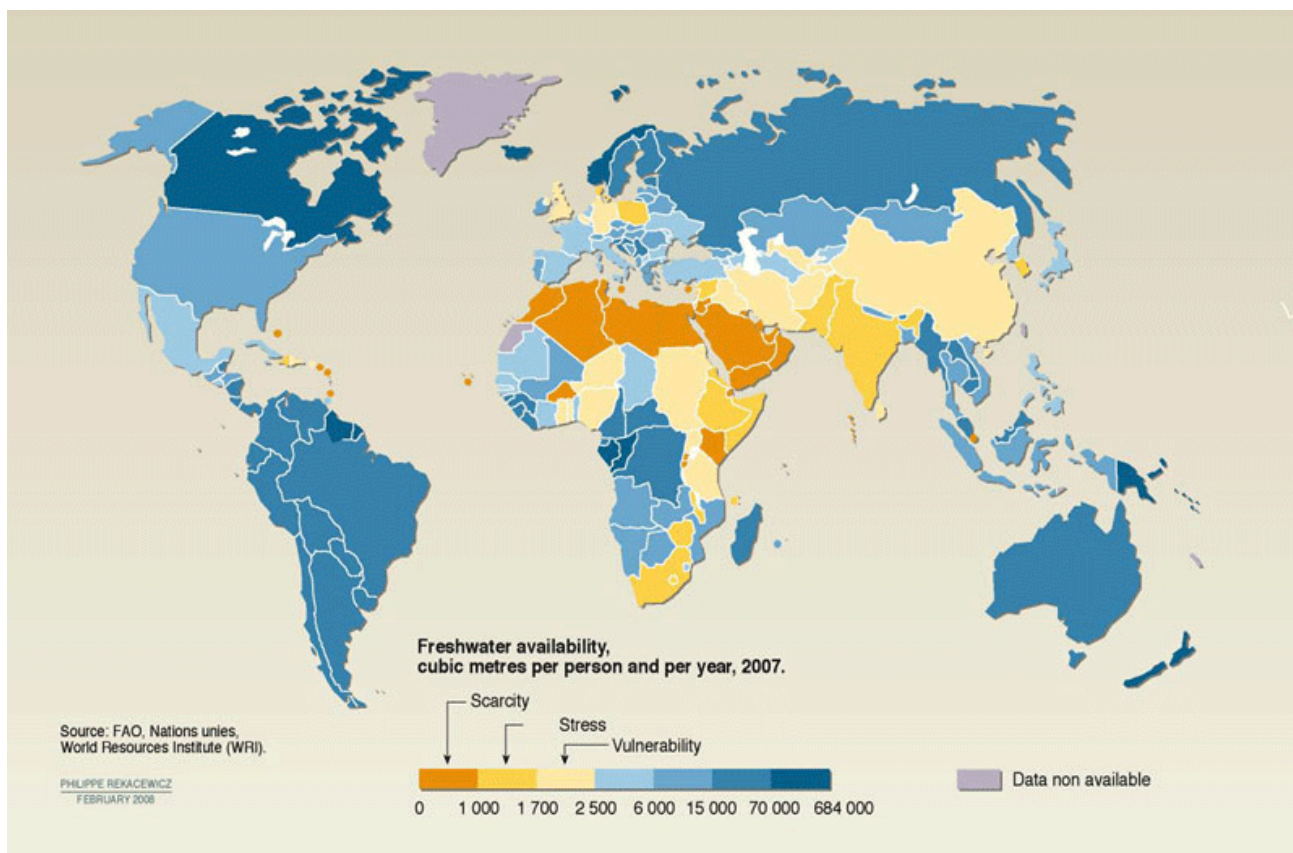 Freshwater availability,
cubic metres per person and per year, 2007.
Scarcity
Stress
Vulnerability
0 1 000 1 700 2 500 6 000 15 000 70 000 684 000
Data non available
Source: FAO, Nations unies,
World Resources Institute (WRI).
PHILIPPE REKACEWICZ
FEBRUARY 2008